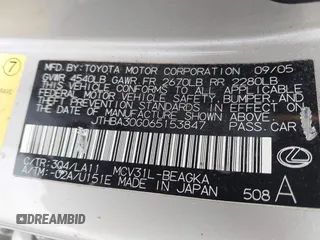 7
MFD. BY: TOYOTA MOTOR CORPORATION 09/05
GVWR 4540LB GAWR FR 2670LB RR 2280LB
THIS VEHICLE CONFORMS TO ALL APPLICABLE
FEDERAL MOTOR VEHICLE SAFETY, BUMPER AND
THEFT PREVENTION STANDARDS IN EFFECT ON
THE DATE OF MANUFACTURE SHOWN ABOVE.
JTHBA30G065153847 PASS. CAR
C/TR: 3Q4/LA11 MCV31L-BEAGKA
A/TM: -02A/U151E MADE IN JAPAN
508 A
DREAMBID